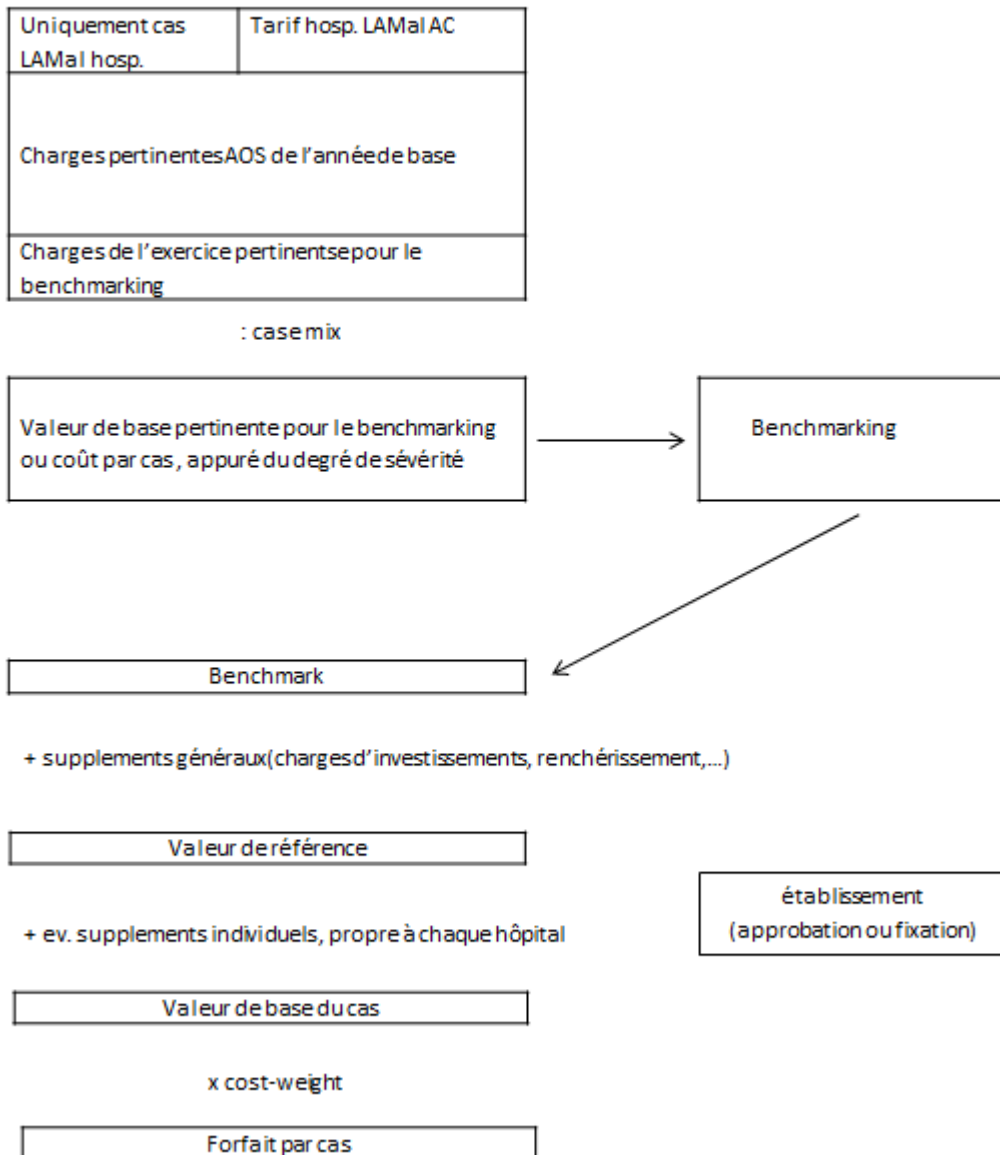 Uniquement cas
LAMal hosp.
Tarif hosp. LAMal AC
Charges pertinentes AOS de l'année de base
Charges de l'exercice pertinentse pour le
benchmarking
: case mix
Valeur de base pertinente pour le benchmarking
ou coût par cas, appuré du degré de sévérité
Benchmarking
Benchmark
+ supplements généraux (charges d'investissements, renchérissement,...)
Valeur de référence
+ ev. supplements individuels, propre à chaque hôpital
établissement
(approbation ou fixation)
Valeur de base du cas
x cost-weight
Forfait par cas